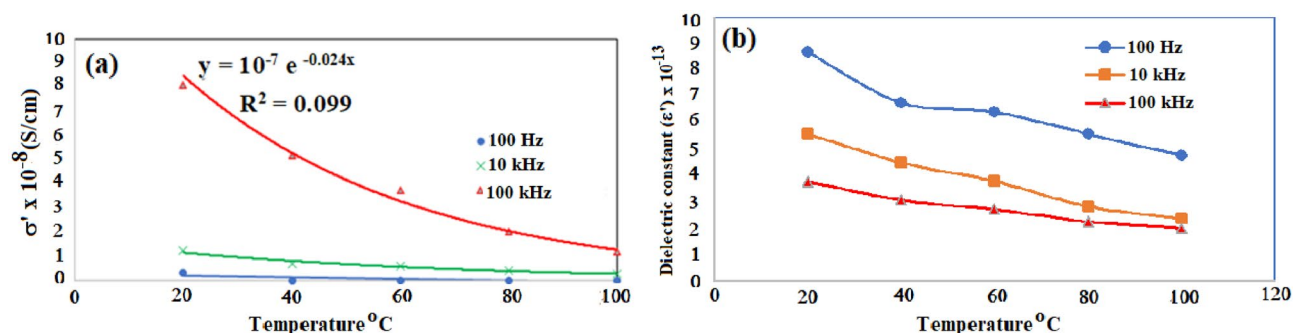 (a)
y = 10⁻⁷ e ⁻⁰·⁰²⁴ˣ
R² = 0.099
10
9
8
7
6
5
4
3
2
1
0
σ' x 10⁻⁸(S/cm)
100 Hz
10 kHz
100 kHz
0 20 40 60 80 100
Temperature °C
(b)
10
9
8
7
6
5
4
3
2
1
0
Dielectric constant (ε') x 10⁻¹³
100 Hz
10 kHz
100 kHz
0 20 40 60 80 100 120
Temperature °C